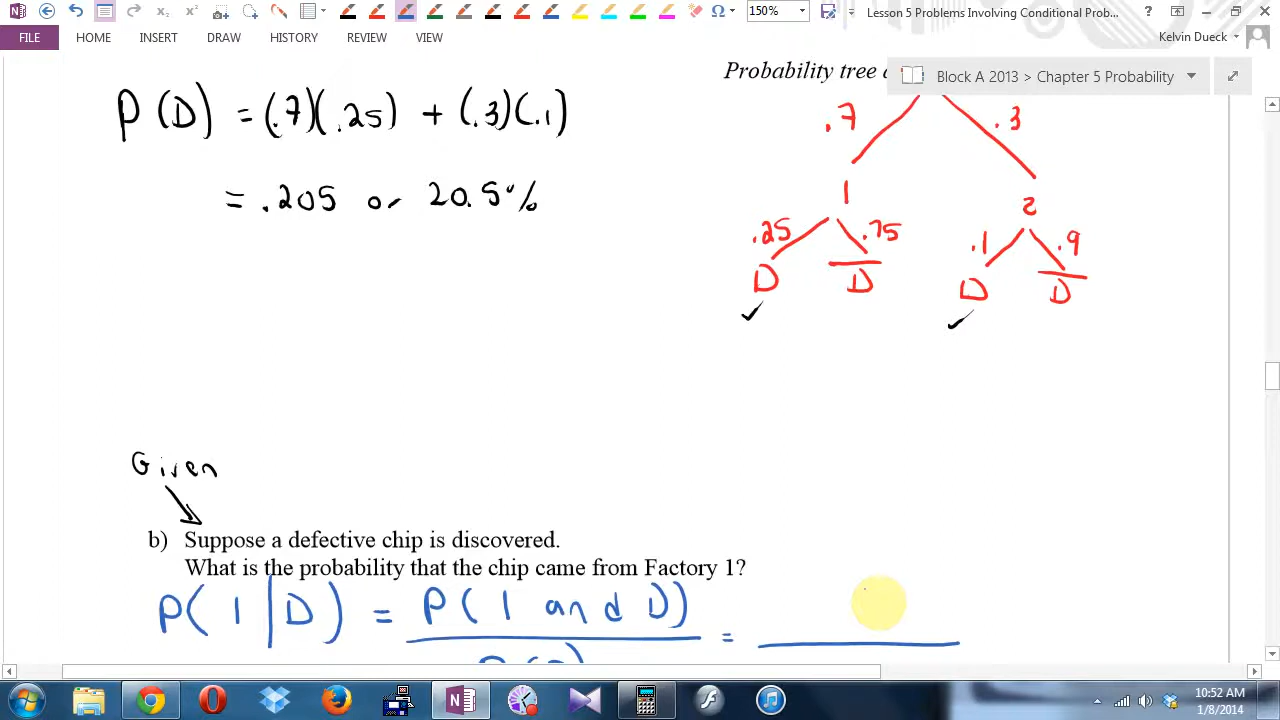 150%
Lesson 5 Problems Involving Conditional Prob...
FILE HOME INSERT DRAW HISTORY REVIEW VIEW
Kelvin Dueck
Probability tree
Block A 2013 > Chapter 5 Probability
P(D) = (.7)(.25) + (.3)(.1)
= .205 or 20.5%
.7 .3
1 2
.25 .75 .1 .9
D D̅ D D̅
Given
b) Suppose a defective chip is discovered.
What is the probability that the chip came from Factory 1?
P( 1 | D ) = P( 1 and D) =
10:52 AM
1/8/2014